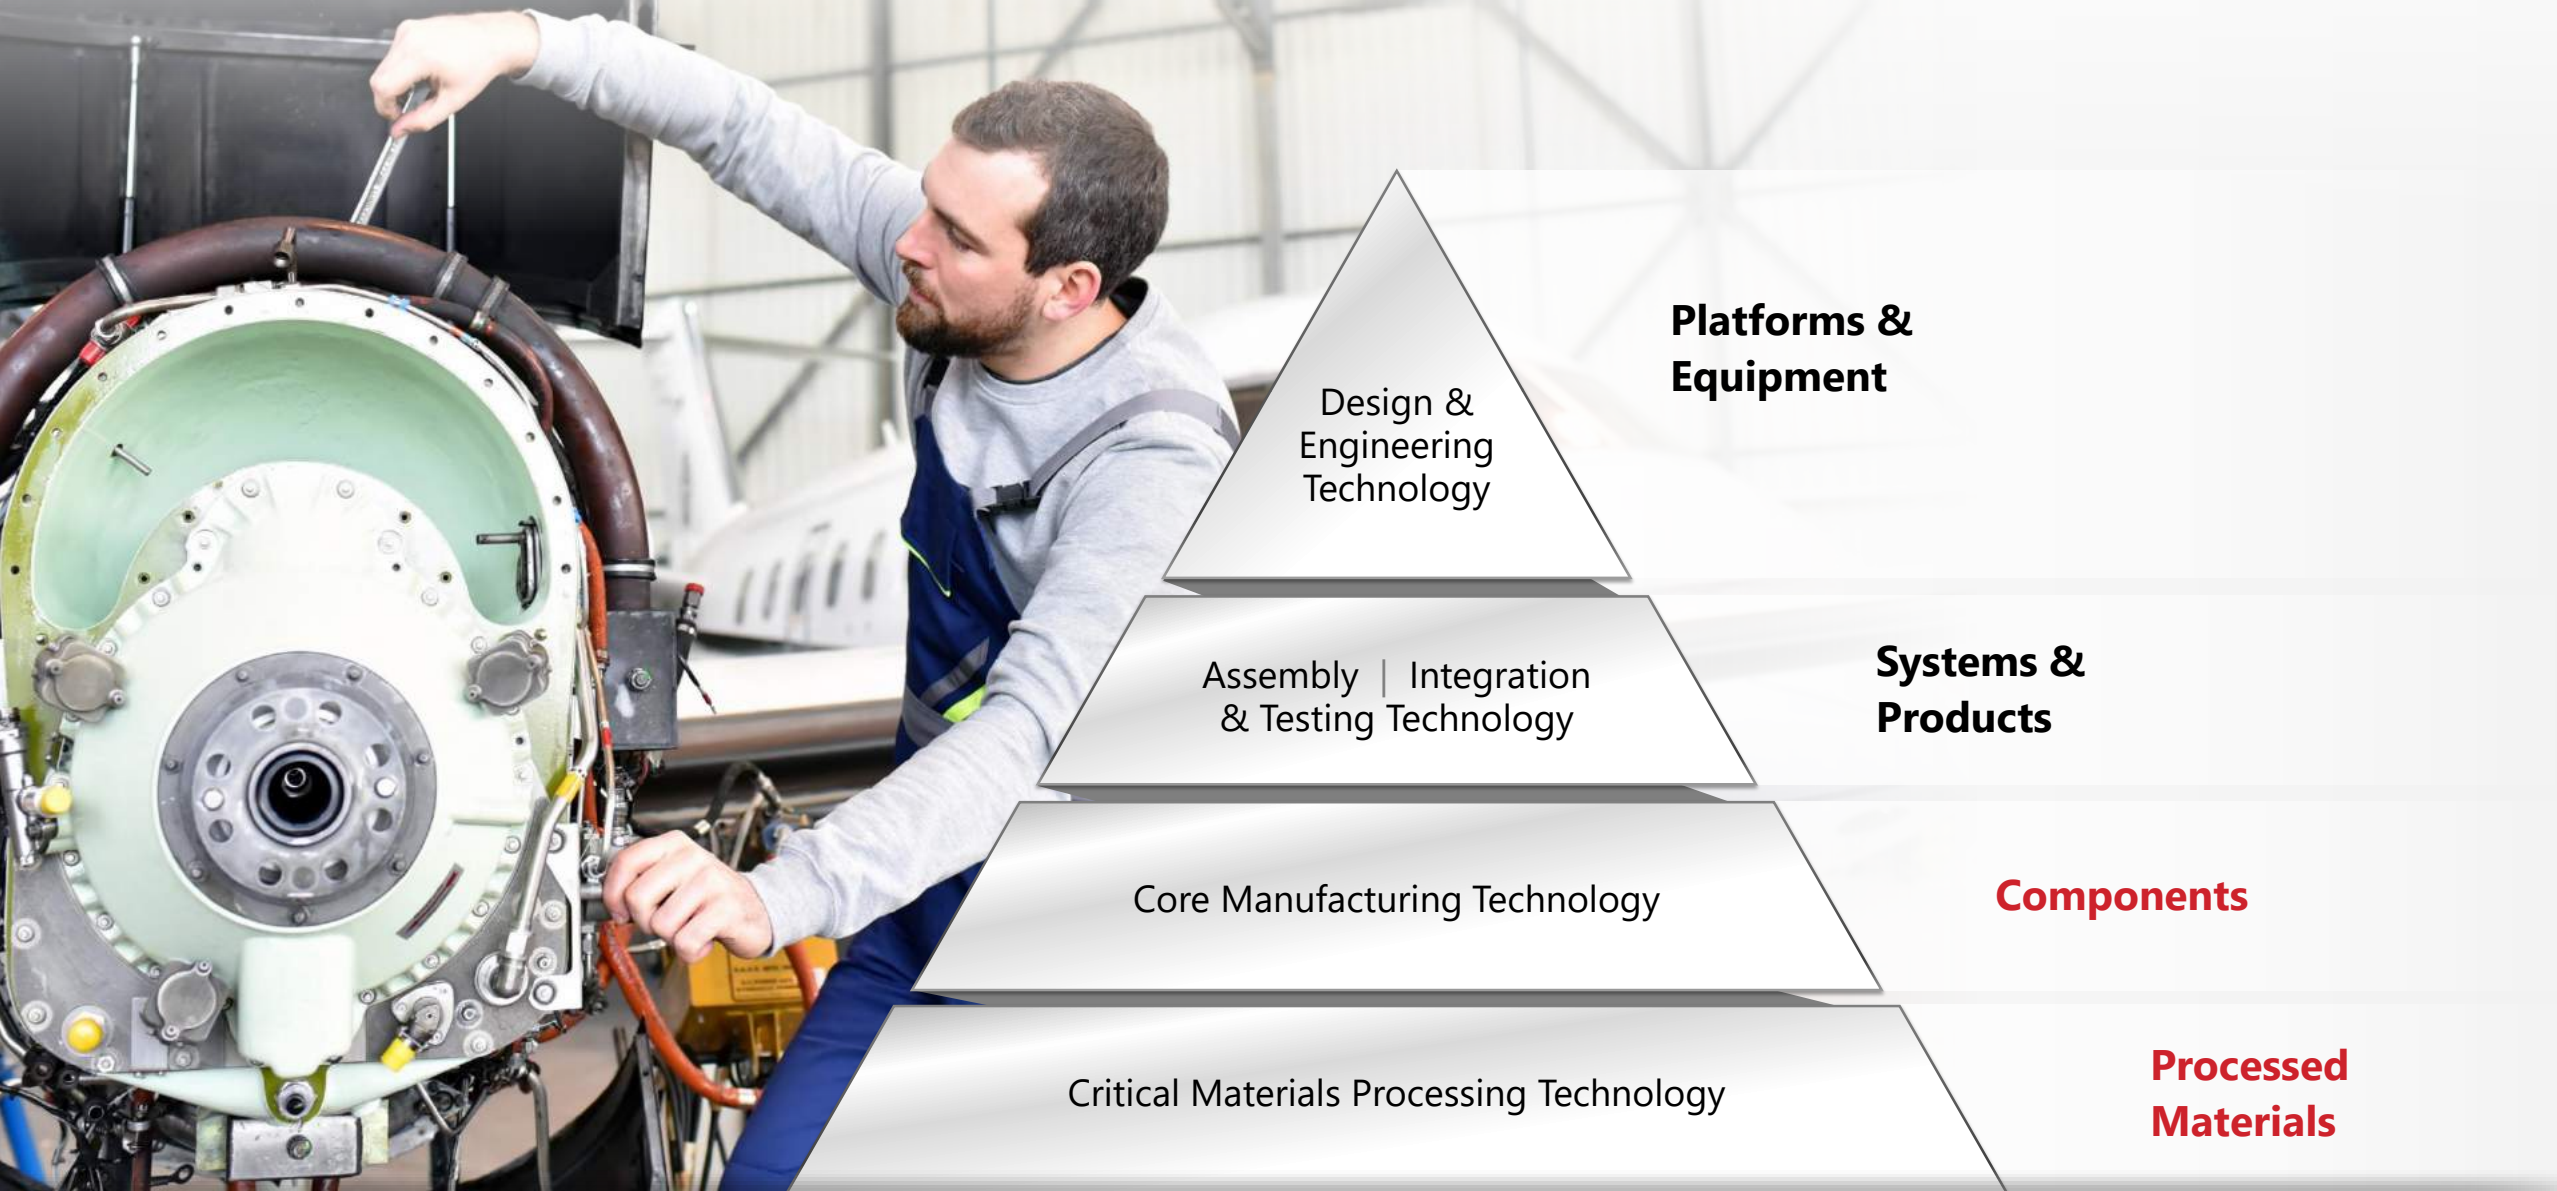 Platforms &
Equipment
Design &
Engineering
Technology
Systems &
Products
Assembly | Integration
& Testing Technology
Components
Core Manufacturing Technology
Processed
Materials
Critical Materials Processing Technology